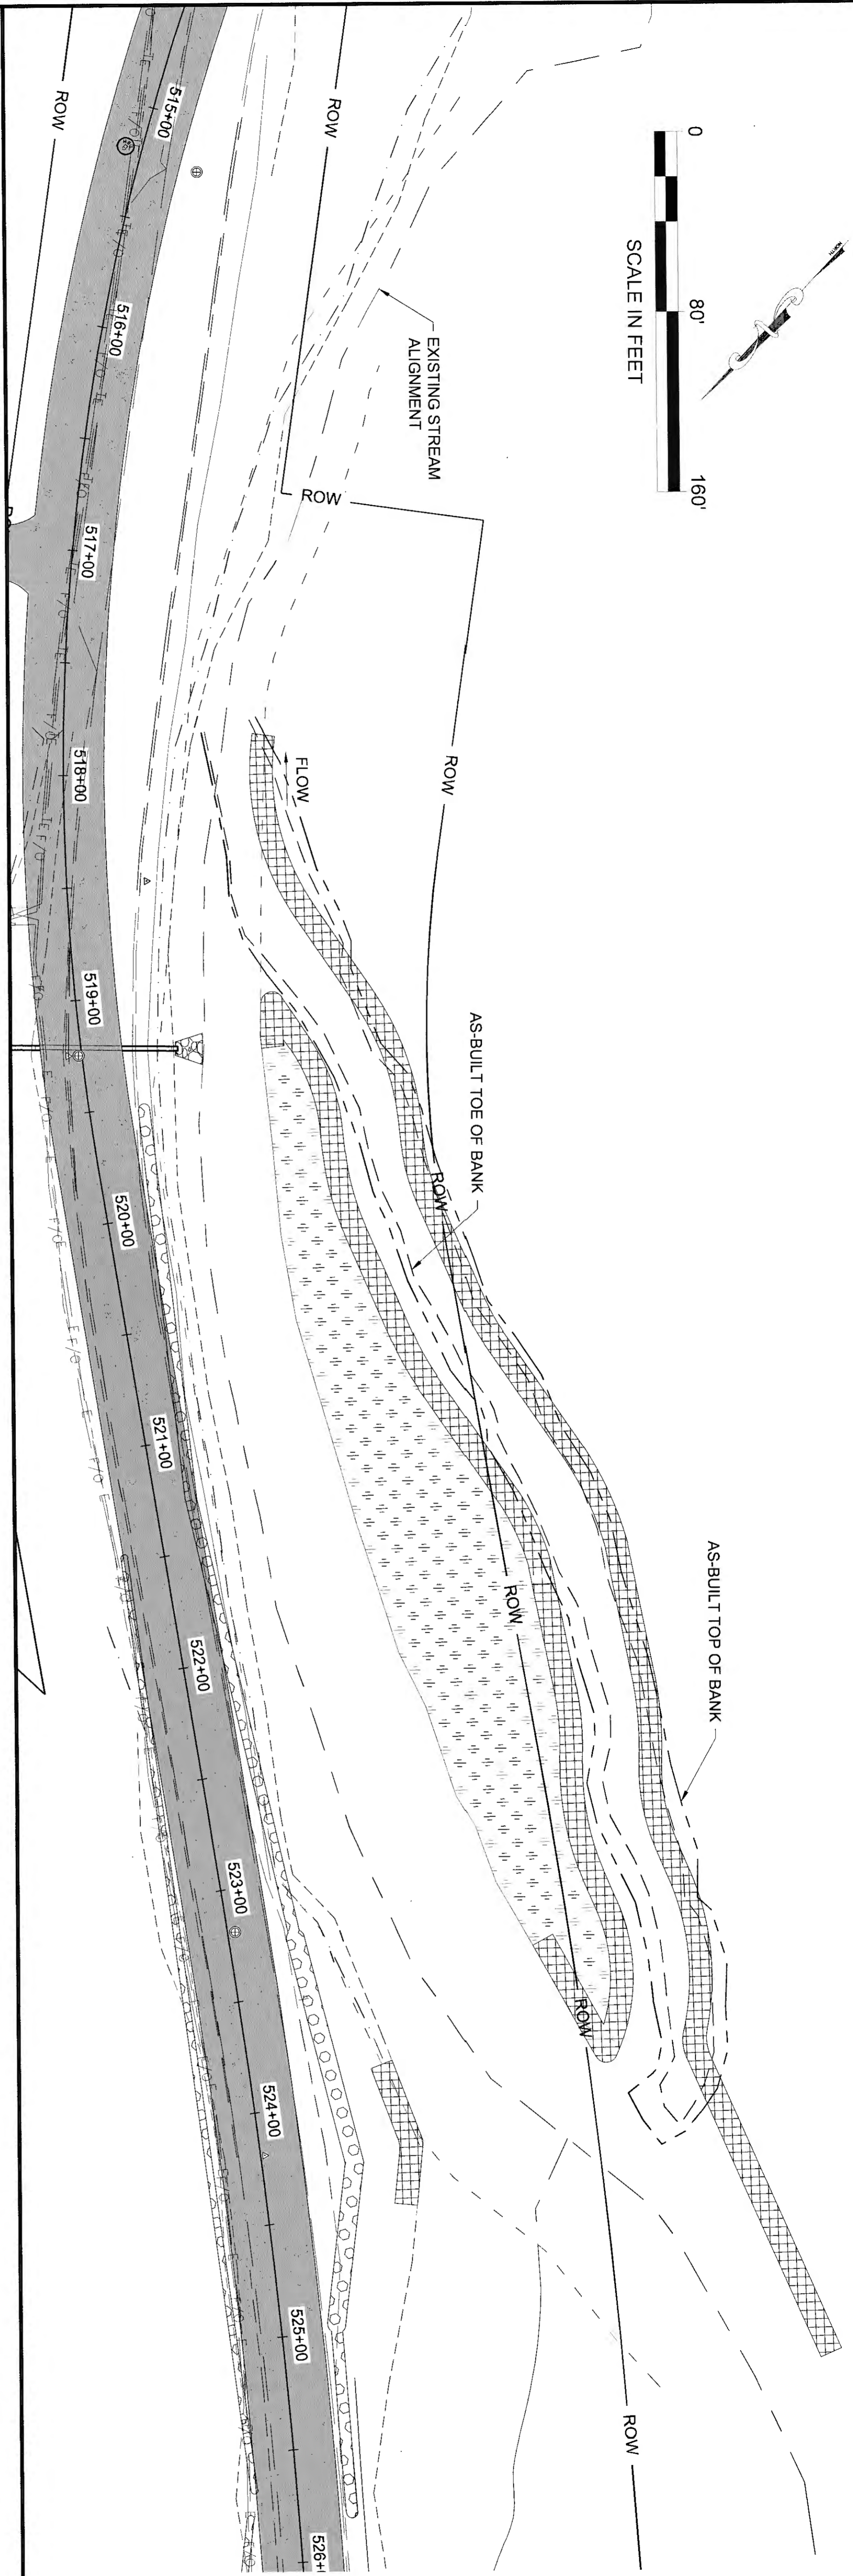 0
80'
160'
SCALE IN FEET
NORTH
EXISTING STREAM
ALIGNMENT
ROW
ROW
ROW
ROW
FLOW
AS-BUILT TOE OF BANK
ROW
ROW
AS-BUILT TOP OF BANK
ROW
ROW
515+00
516+00
517+00
518+00
519+00
520+00
521+00
522+00
523+00
524+00
525+00